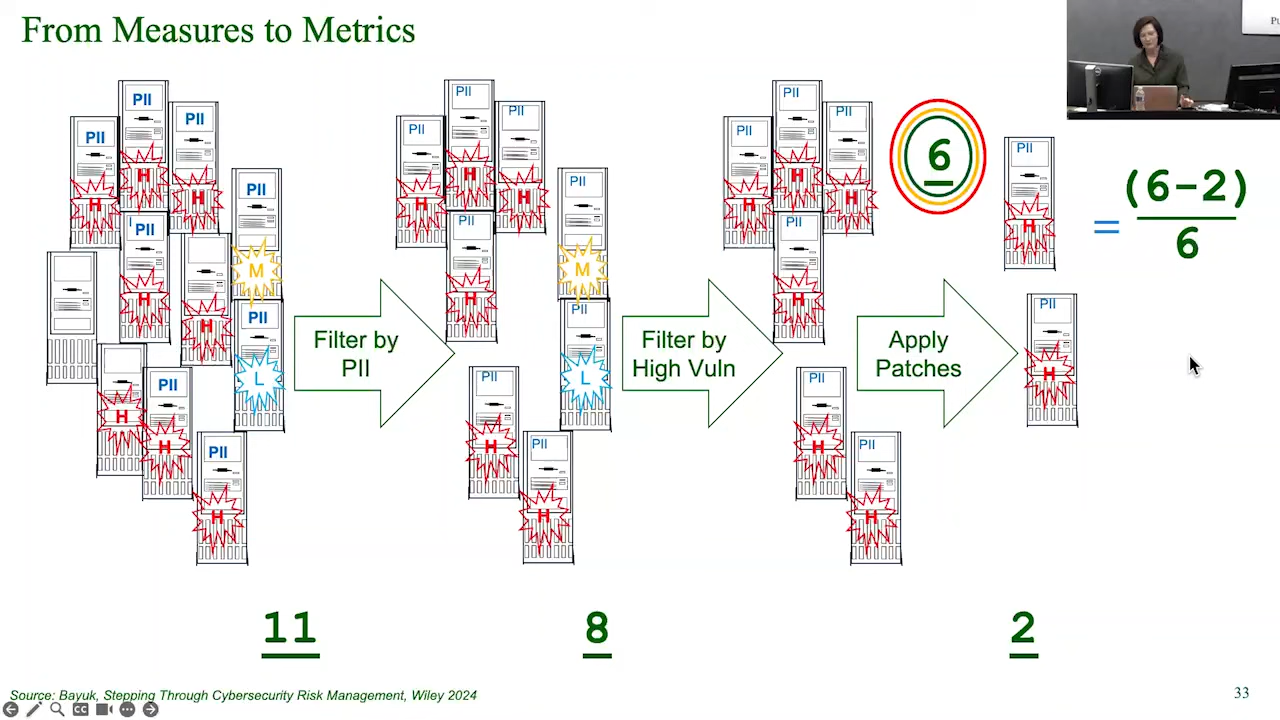 From Measures to Metrics
PII
PII
PII
PII
PII
PII
PII
PII
H
H
H
H
H
H
H
H
M
L
Filter by
PII
PII
PII
PII
PII
PII
PII
PII
PII
H
H
H
H
H
H
M
L
Filter by
High Vuln
PII
PII
PII
PII
PII
PII
H
H
H
H
H
H
6
Apply
Patches
PII
H
PII
H
= (6-2)
6
11
8
2
Source: Bayuk, Stepping Through Cybersecurity Risk Management, Wiley 2024
33
CC